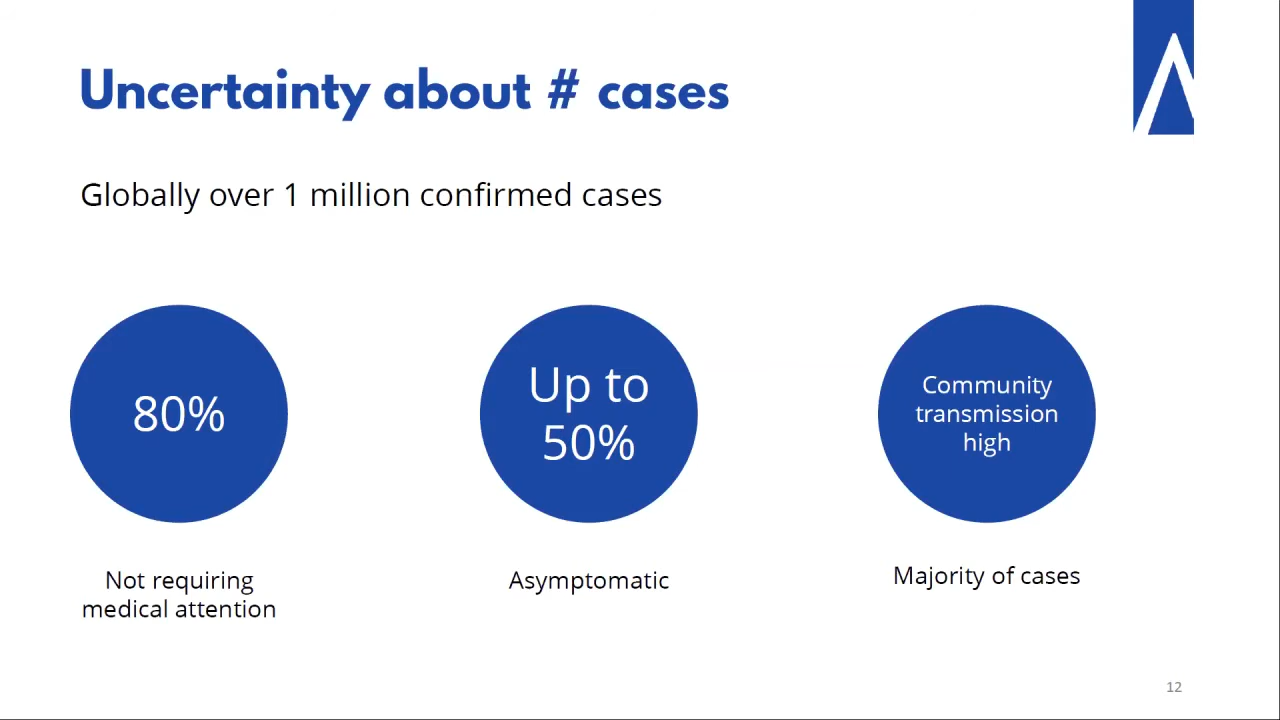 Uncertainty about # cases
Globally over 1 million confirmed cases
80%
Not requiring
medical attention
Up to
50%
Asymptomatic
Community
transmission
high
Majority of cases
12